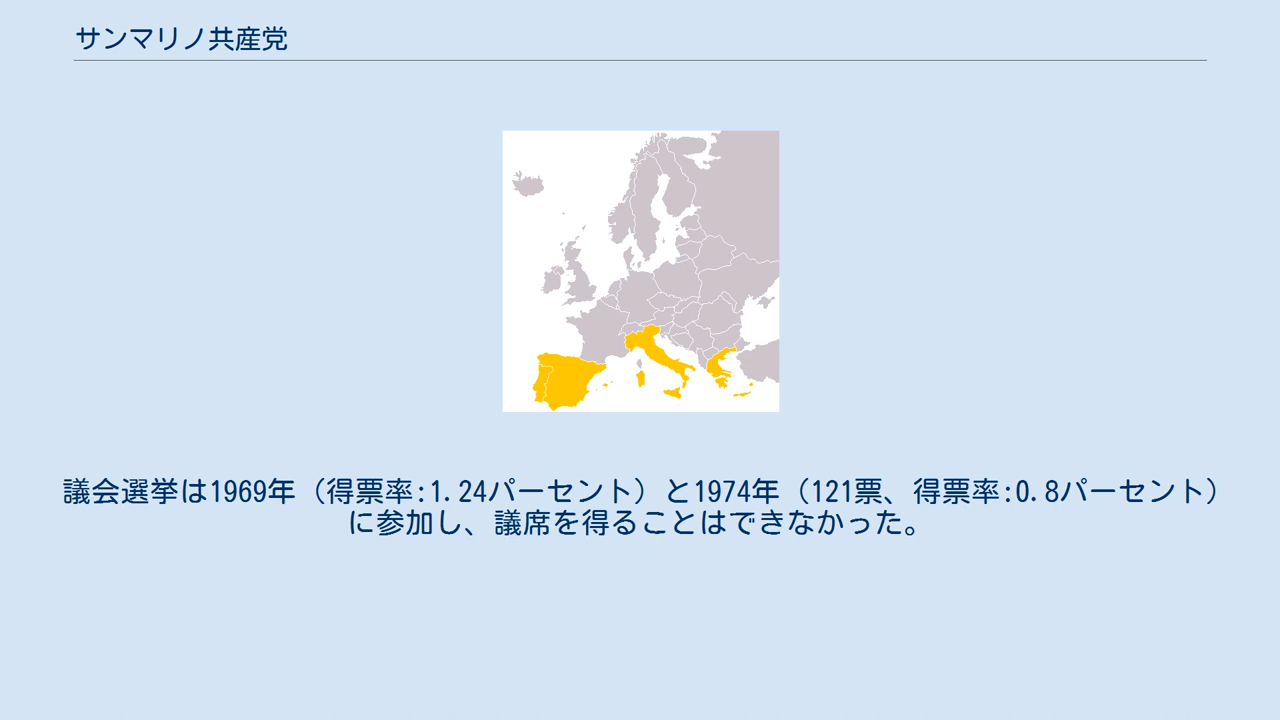 サンマリノ共産党
議会選挙は1969年（得票率:1.24パーセント）と1974年（121票、得票率:0.8パーセント）
に参加し、議席を得ることはできなかった。